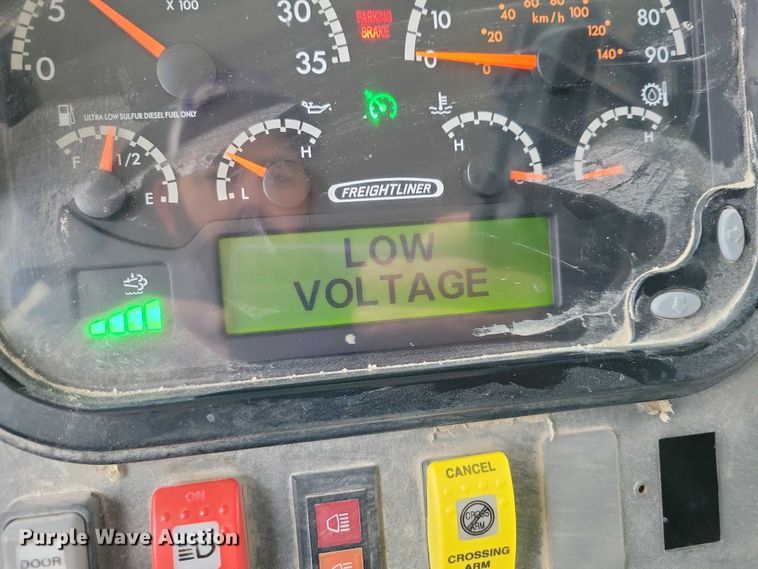 5
0
X 100
30
35
PARKING
BRAKE
0
40
60
80
100
km/h
20
120
0
140
80
90
ULTRA LOW SULFUR DIESEL FUEL ONLY
F
1/2
E
L
H
H
H
FREIGHTLINER
LOW
VOLTAGE
DOOR
ON
CANCEL
CROSS
ARM
CROSSING
ARM
Purple Wave Auction